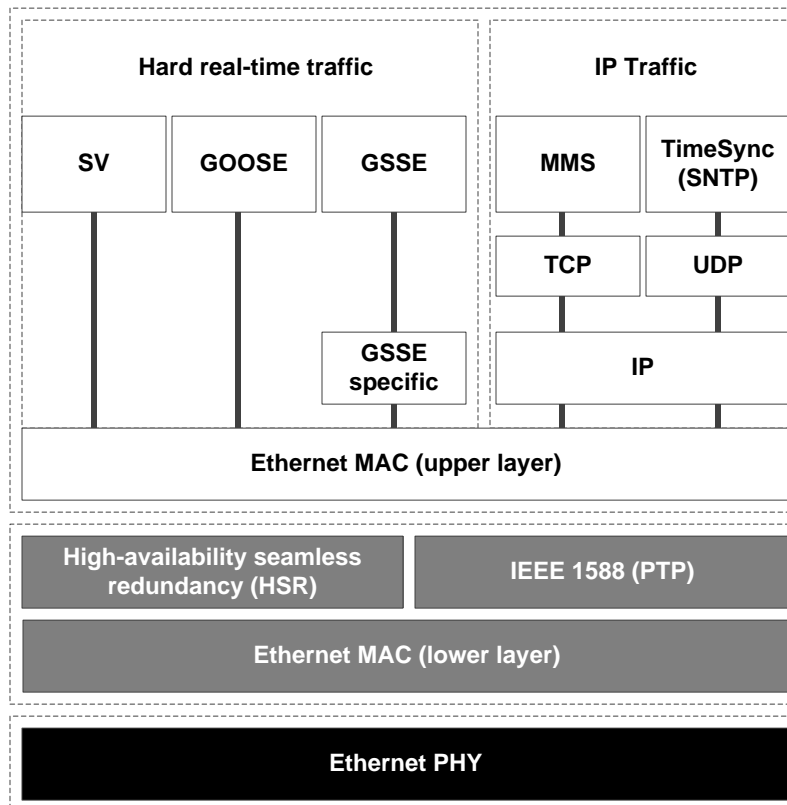 Hard real-time traffic
IP Traffic
SV
GOOSE
GSSE
MMS
TimeSync
(SNTP)
TCP
UDP
GSSE
specific
IP
Ethernet MAC (upper layer)
High-availability seamless
redundancy (HSR)
IEEE 1588 (PTP)
Ethernet MAC (lower layer)
Ethernet PHY